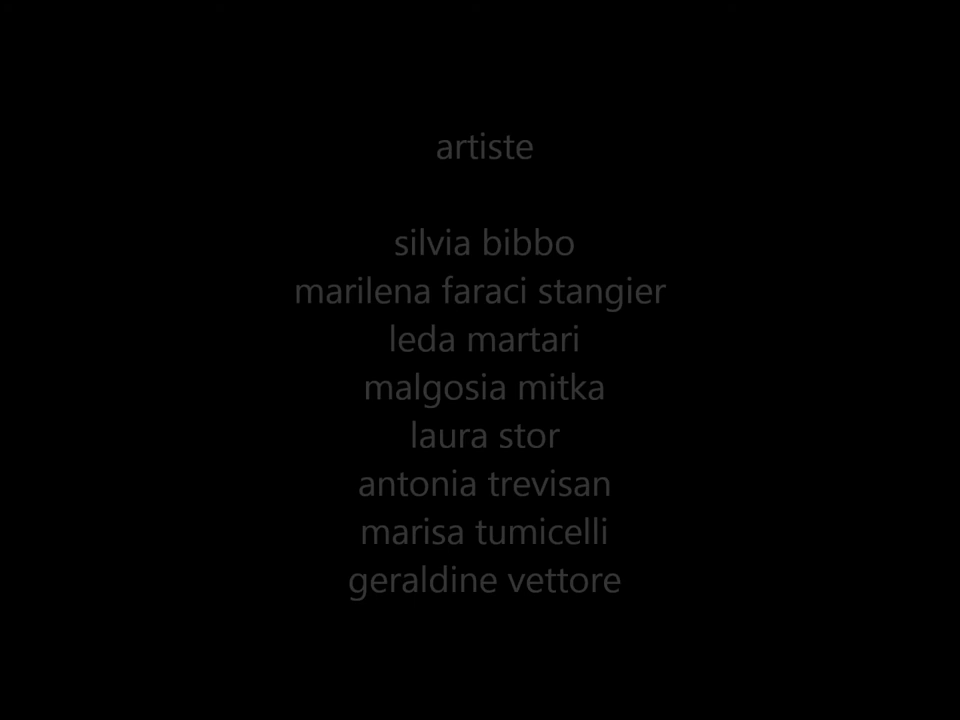 artiste
silvia bibbo
marilena faraci stangier
leda martari
malgosia mitka
laura stor
antonia trevisan
marisa tumicelli
geraldine vettore